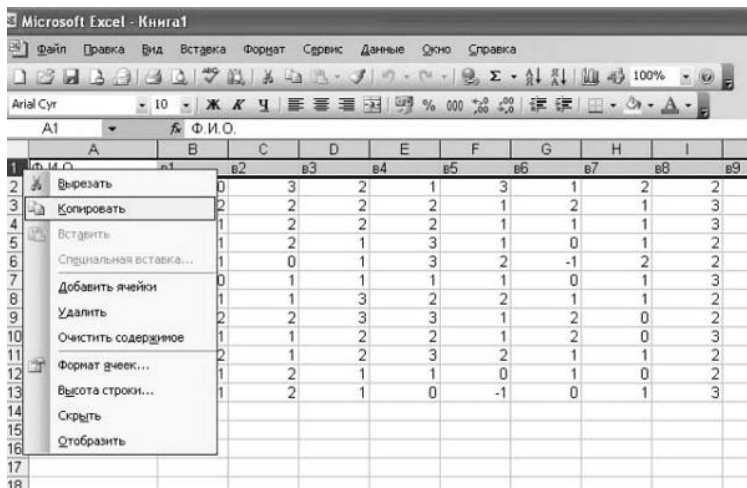 Microsoft Excel - Книга1
Файл Правка Вид Вставка Формат Сервис Данные Окно Справка
100%
Arial Cyr 10 Ж К Ч % 000
A1 fx Ф.И.О.
A B C D E F G H I
1 Ф.И.О. в1 в2 в3 в4 в5 в6 в7 в8 в9
2 0 3 2 1 3 1 2 2
3 2 2 2 2 1 2 1 3
4 1 2 2 2 1 1 1 3
5 1 2 1 3 1 0 1 2
6 1 0 1 3 2 -1 2 2
7 0 1 1 1 1 0 1 3
8 1 1 3 2 2 1 1 2
9 2 2 3 3 1 2 0 2
10 1 1 2 2 1 2 0 3
11 2 1 2 3 2 1 1 2
12 1 2 1 1 0 1 0 2
13 1 2 1 0 -1 0 1 3
14
15
16
17
18
Вырезать
Копировать
Вставить
Специальная вставка...
Добавить ячейки
Удалить
Очистить содержимое
Формат ячеек...
Высота строки...
Скрыть
Отобразить